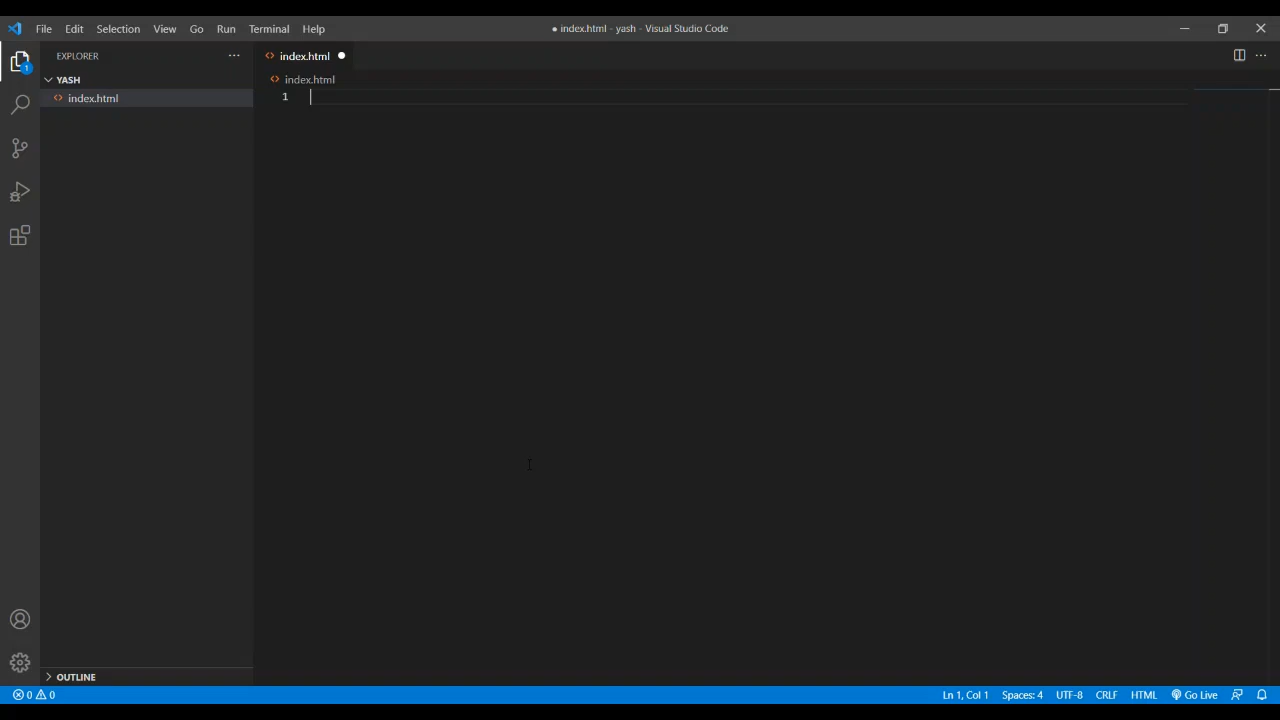 File Edit Selection View Go Run Terminal Help
● index.html - yash - Visual Studio Code
EXPLORER ...
1
YASH
index.html
index.html
index.html
1
OUTLINE
0 0
Ln 1, Col 1 Spaces: 4 UTF-8 CRLF HTML Go Live